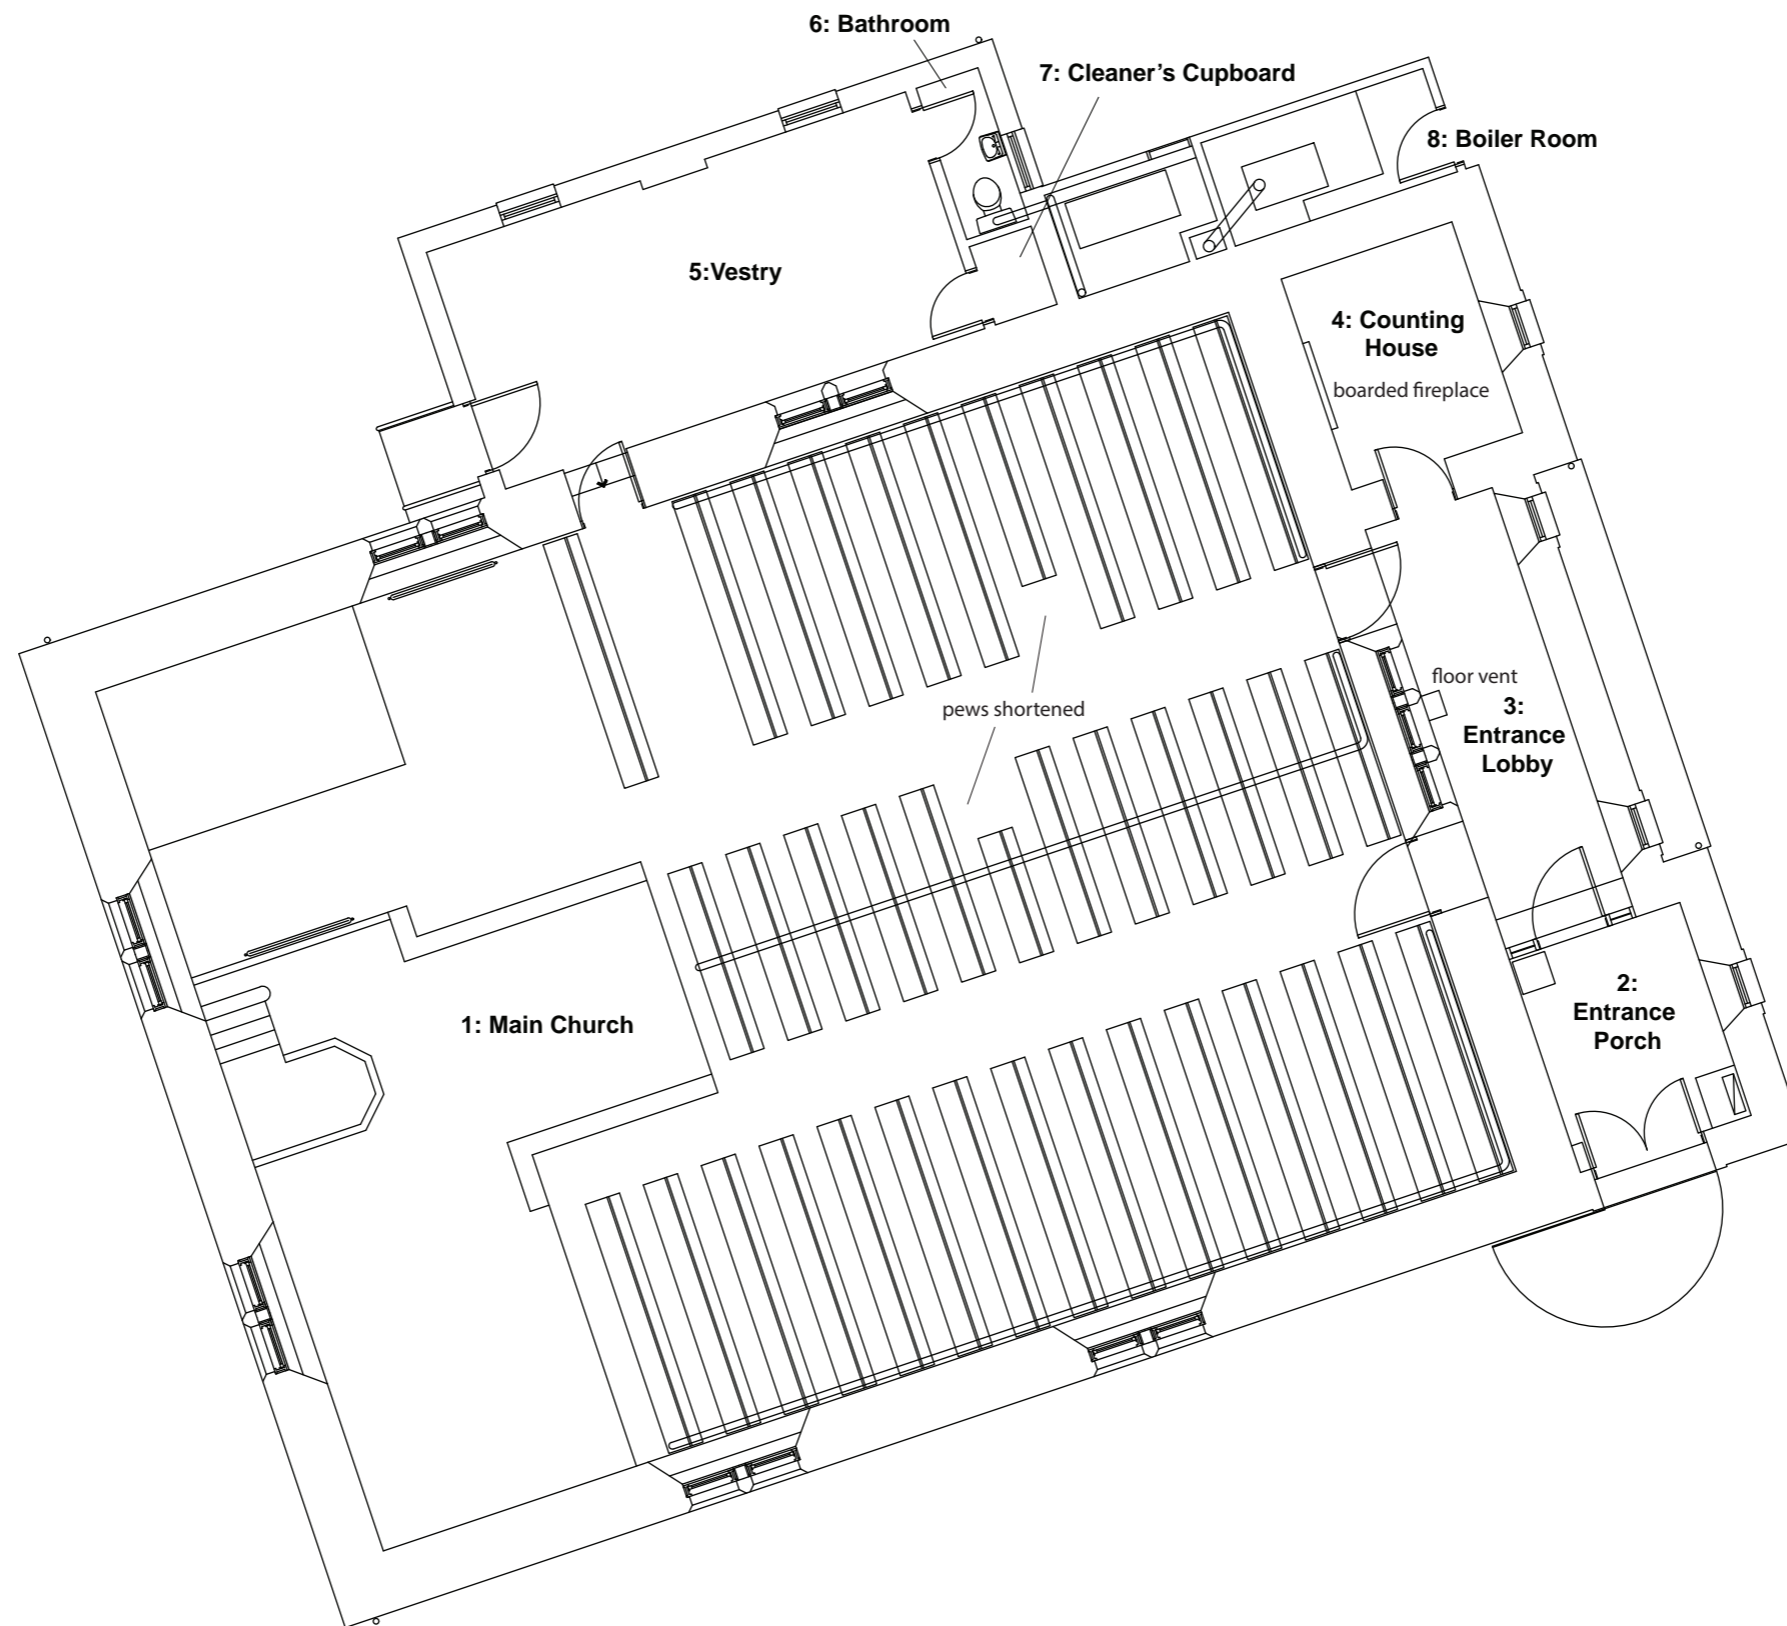 6: Bathroom
7: Cleaner’s Cupboard
8: Boiler Room
5:Vestry
4: Counting
House
boarded fireplace
pews shortened
floor vent
3:
Entrance
Lobby
1: Main Church
2:
Entrance
Porch